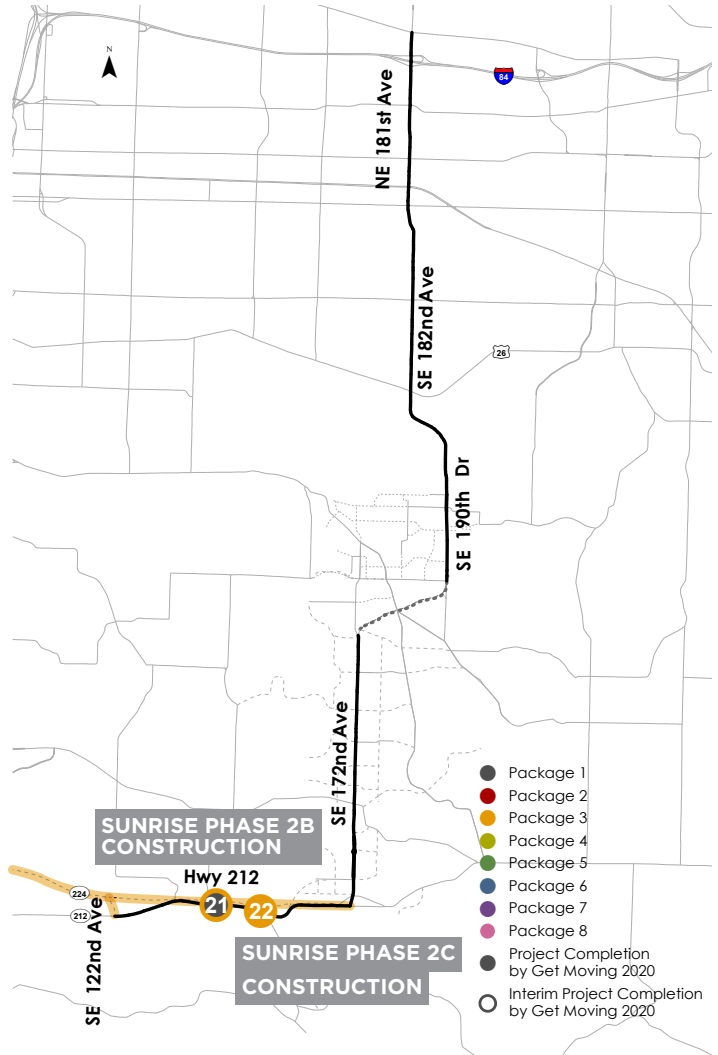 N
84
NE 181st Ave
SE 182nd Ave
26
SE 190th Dr
SE 172nd Ave
SUNRISE PHASE 2B
CONSTRUCTION
Hwy 212
224
212
21
22
SE 122nd Ave
SUNRISE PHASE 2C
CONSTRUCTION
Package 1
Package 2
Package 3
Package 4
Package 5
Package 6
Package 7
Package 8
Project Completion
by Get Moving 2020
Interim Project Completion
by Get Moving 2020